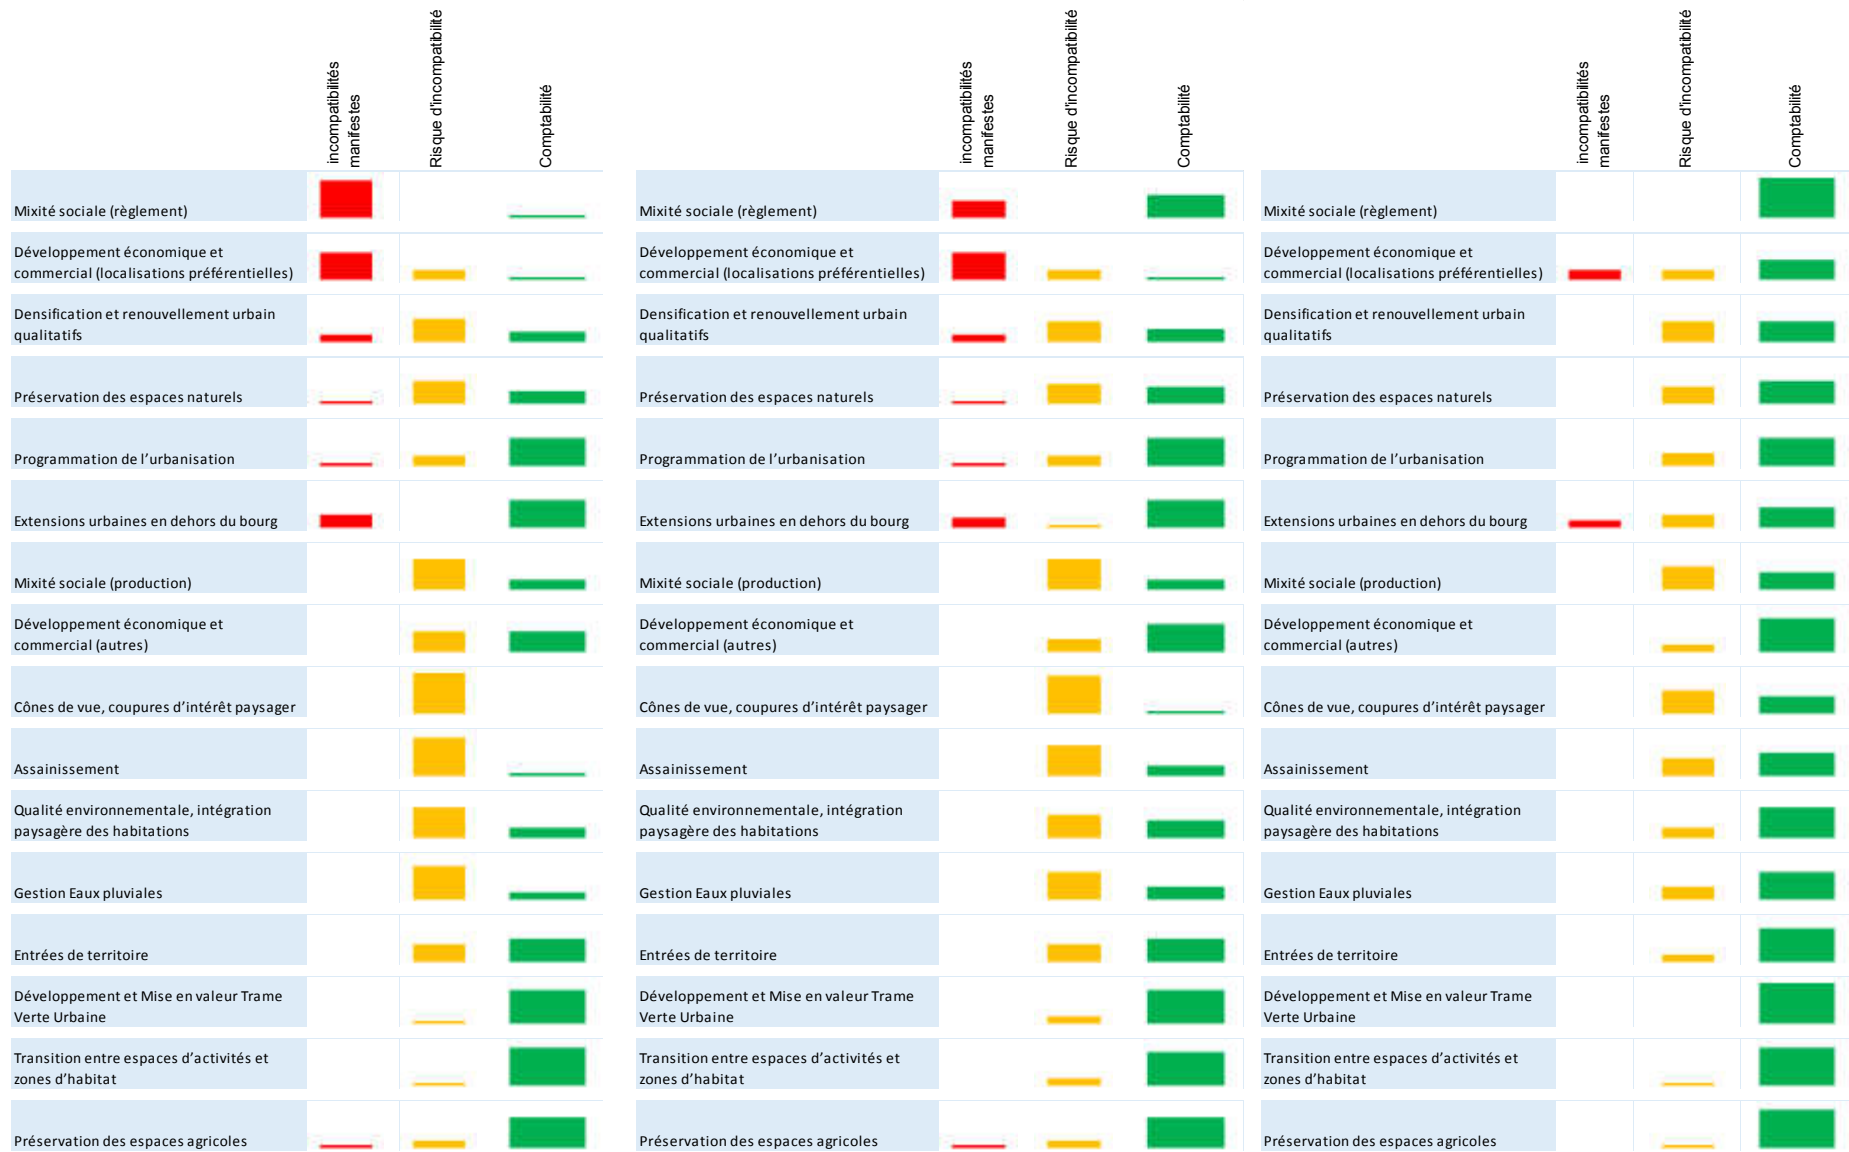 incompatibilités
manifestes
Risque d'incompatibilité
Comptabilité
Mixité sociale (règlement)
Développement économique et
commercial (localisations préférentielles)
Densification et renouvellement urbain
qualitatifs
Préservation des espaces naturels
Programmation de l'urbanisation
Extensions urbaines en dehors du bourg
Mixité sociale (production)
Développement économique et
commercial (autres)
Cônes de vue, coupures d'intérêt paysager
Assainissement
Qualité environnementale, intégration
paysagère des habitations
Gestion Eaux pluviales
Entrées de territoire
Développement et Mise en valeur Trame
Verte Urbaine
Transition entre espaces d'activités et
zones d'habitat
Préservation des espaces agricoles
incompatibilités
manifestes
Risque d'incompatibilité
Comptabilité
Mixité sociale (règlement)
Développement économique et
commercial (localisations préférentielles)
Densification et renouvellement urbain
qualitatifs
Préservation des espaces naturels
Programmation de l'urbanisation
Extensions urbaines en dehors du bourg
Mixité sociale (production)
Développement économique et
commercial (autres)
Cônes de vue, coupures d'intérêt paysager
Assainissement
Qualité environnementale, intégration
paysagère des habitations
Gestion Eaux pluviales
Entrées de territoire
Développement et Mise en valeur Trame
Verte Urbaine
Transition entre espaces d'activités et
zones d'habitat
Préservation des espaces agricoles
incompatibilités
manifestes
Risque d'incompatibilité
Comptabilité
Mixité sociale (règlement)
Développement économique et
commercial (localisations préférentielles)
Densification et renouvellement urbain
qualitatifs
Préservation des espaces naturels
Programmation de l'urbanisation
Extensions urbaines en dehors du bourg
Mixité sociale (production)
Développement économique et
commercial (autres)
Cônes de vue, coupures d'intérêt paysager
Assainissement
Qualité environnementale, intégration
paysagère des habitations
Gestion Eaux pluviales
Entrées de territoire
Développement et Mise en valeur Trame
Verte Urbaine
Transition entre espaces d'activités et
zones d'habitat
Préservation des espaces agricoles